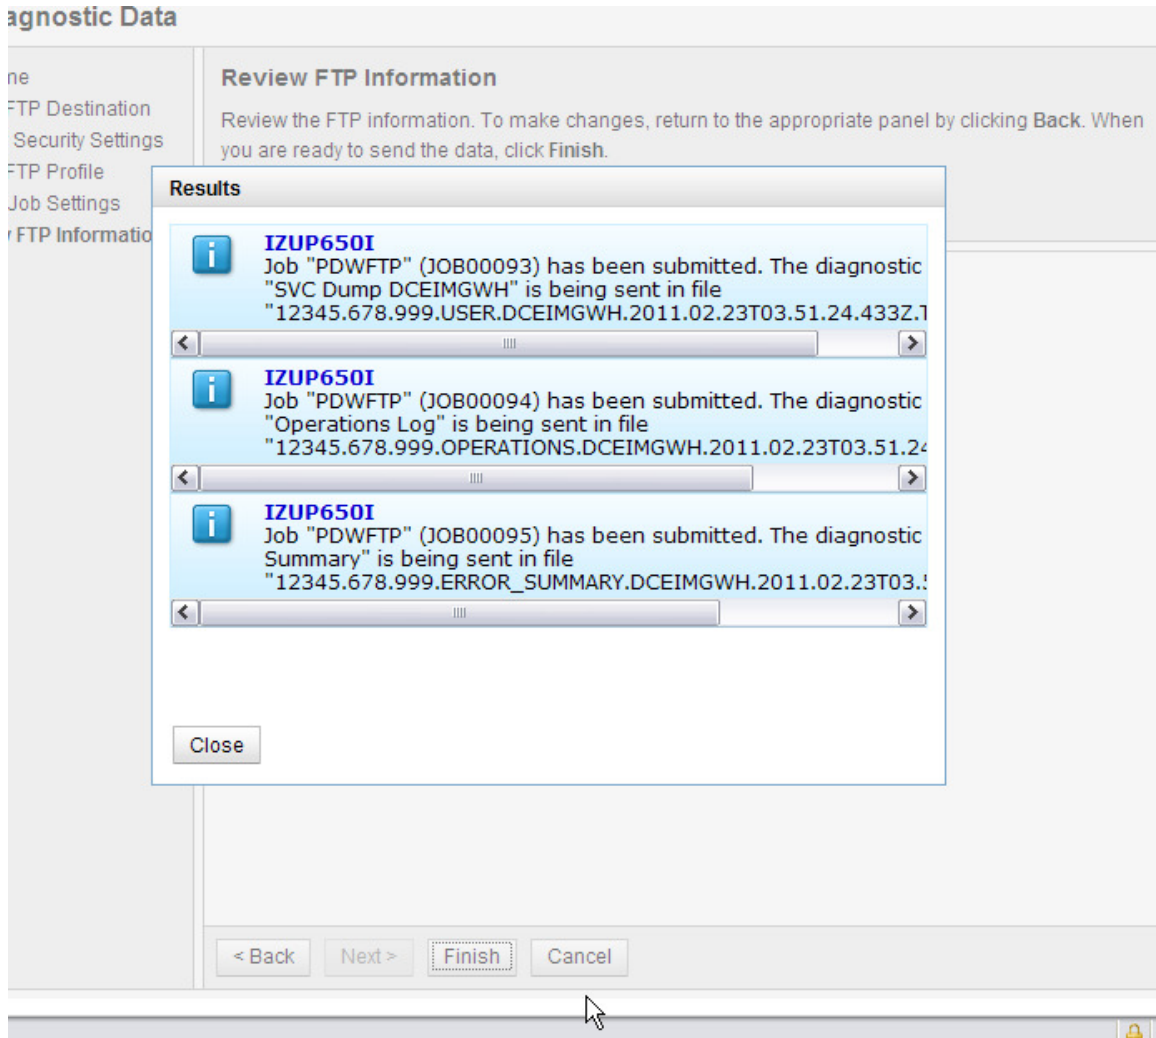 agnostic Data
me
FTP Destination
Security Settings
FTP Profile
Job Settings
FTP Informatio
Review FTP Information
Review the FTP information. To make changes, return to the appropriate panel by clicking Back. When
you are ready to send the data, click Finish.
Results
IZUP650I
Job "PDWFTP" (JOB00093) has been submitted. The diagnostic
"SVC Dump DCEIMGWH" is being sent in file
"12345.678.999.USER.DCEIMGWH.2011.02.23T03.51.24.433Z.T
IZUP650I
Job "PDWFTP" (JOB00094) has been submitted. The diagnostic
"Operations Log" is being sent in file
"12345.678.999.OPERATIONS.DCEIMGWH.2011.02.23T03.51.24
IZUP650I
Job "PDWFTP" (JOB00095) has been submitted. The diagnostic
Summary" is being sent in file
"12345.678.999.ERROR_SUMMARY.DCEIMGWH.2011.02.23T03.5
Close
< Back Next > Finish Cancel